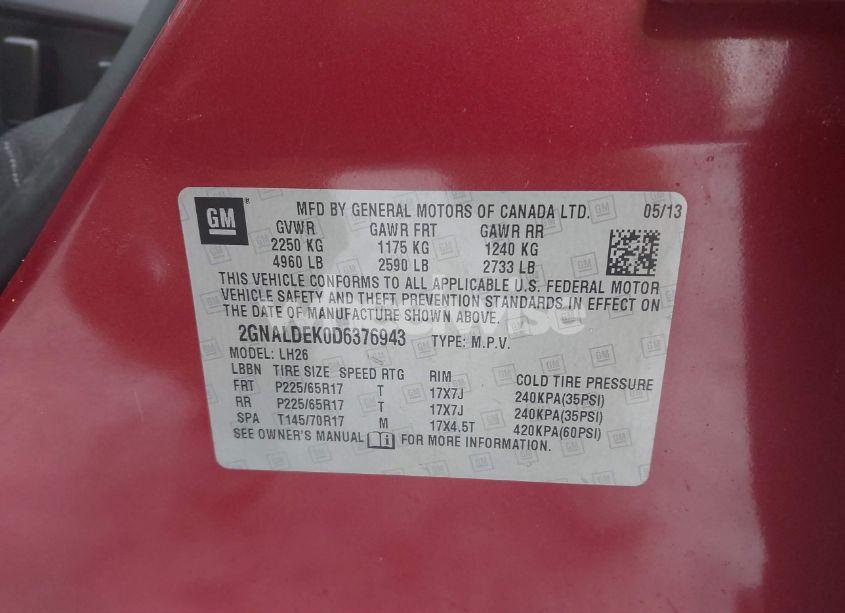 GM ® MFD BY GENERAL MOTORS OF CANADA LTD. 05/13
GVWR GAWR FRT GAWR RR
2250 KG 1175 KG 1240 KG
4960 LB 2590 LB 2733 LB
THIS VEHICLE CONFORMS TO ALL APPLICABLE U.S. FEDERAL MOTOR
VEHICLE SAFETY AND THEFT PREVENTION STANDARDS IN EFFECT ON
THE DATE OF MANUFACTURE SHOWN ABOVE.
2GNALDEK0D6376943 TYPE: M.P.V.
MODEL: LH26
LBBN TIRE SIZE SPEED RTG RIM COLD TIRE PRESSURE
FRT P225/65R17 T 17X7J 240KPA(35PSI)
RR P225/65R17 T 17X7J 240KPA(35PSI)
SPA T145/70R17 M 17X4.5T 420KPA(60PSI)
SEE OWNER'S MANUAL FOR MORE INFORMATION.